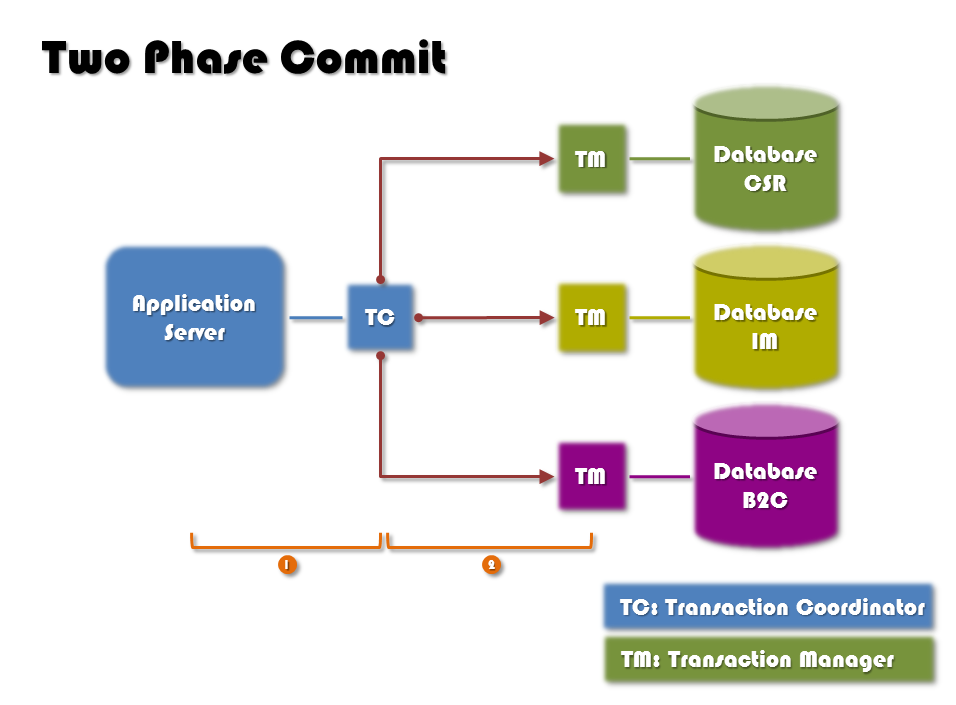 Two Phase Commit
TM
Database
CSR
Application
Server
TC
TM
Database
IM
TM
Database
B2C
1
2
TC: Transaction Coordinator
TM: Transaction Manager